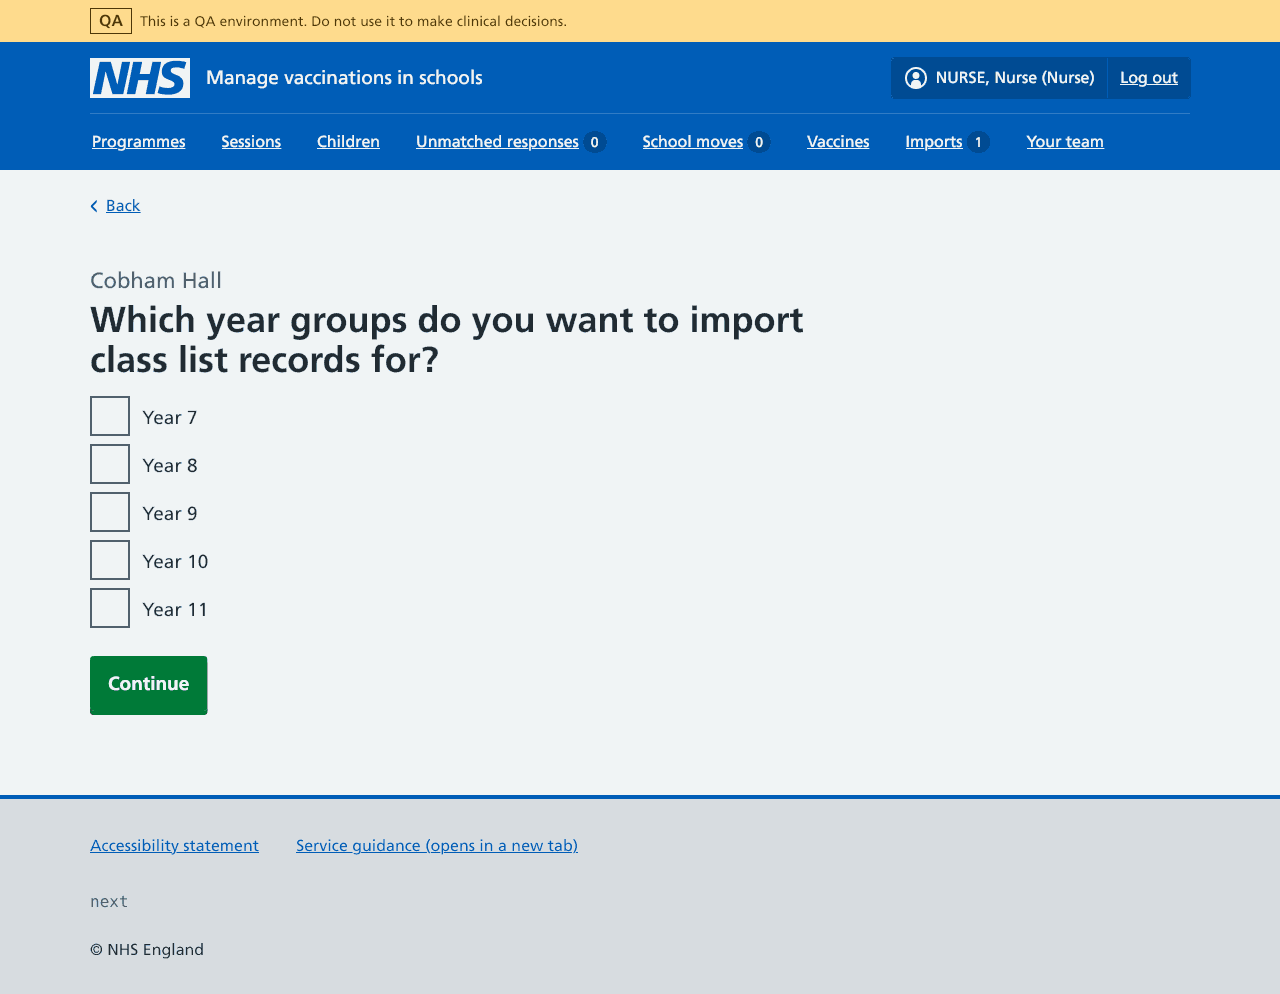 QA This is a QA environment. Do not use it to make clinical decisions.
NHS Manage vaccinations in schools NURSE, Nurse (Nurse) Log out
Programmes Sessions Children Unmatched responses 0 School moves 0 Vaccines Imports 1 Your team
Back
Cobham Hall
Which year groups do you want to import
class list records for?
Year 7
Year 8
Year 9
Year 10
Year 11
Continue
Accessibility statement Service guidance (opens in a new tab)
next
© NHS England